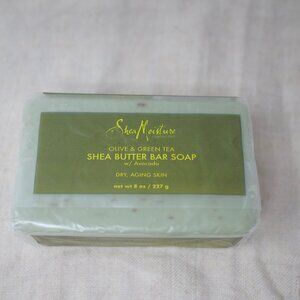 SheaMoisture
OLIVE & GREEN TEA
SHEA BUTTER BAR SOAP
w/ Avocado
DRY, AGING SKIN
net wt 8 oz / 227 g